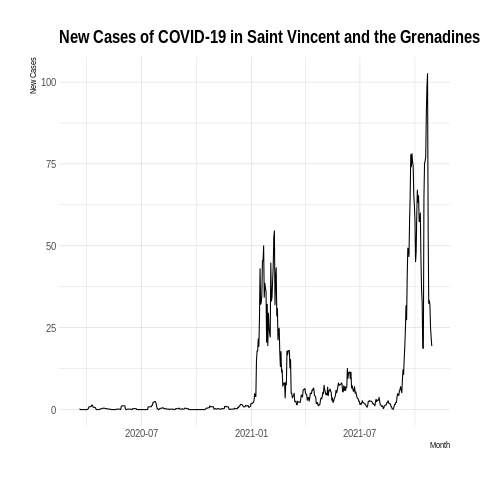 New Cases of COVID-19 in Saint Vincent and the Grenadines
New Cases
100
75
50
25
0
2020-07
2021-01
2021-07
Month